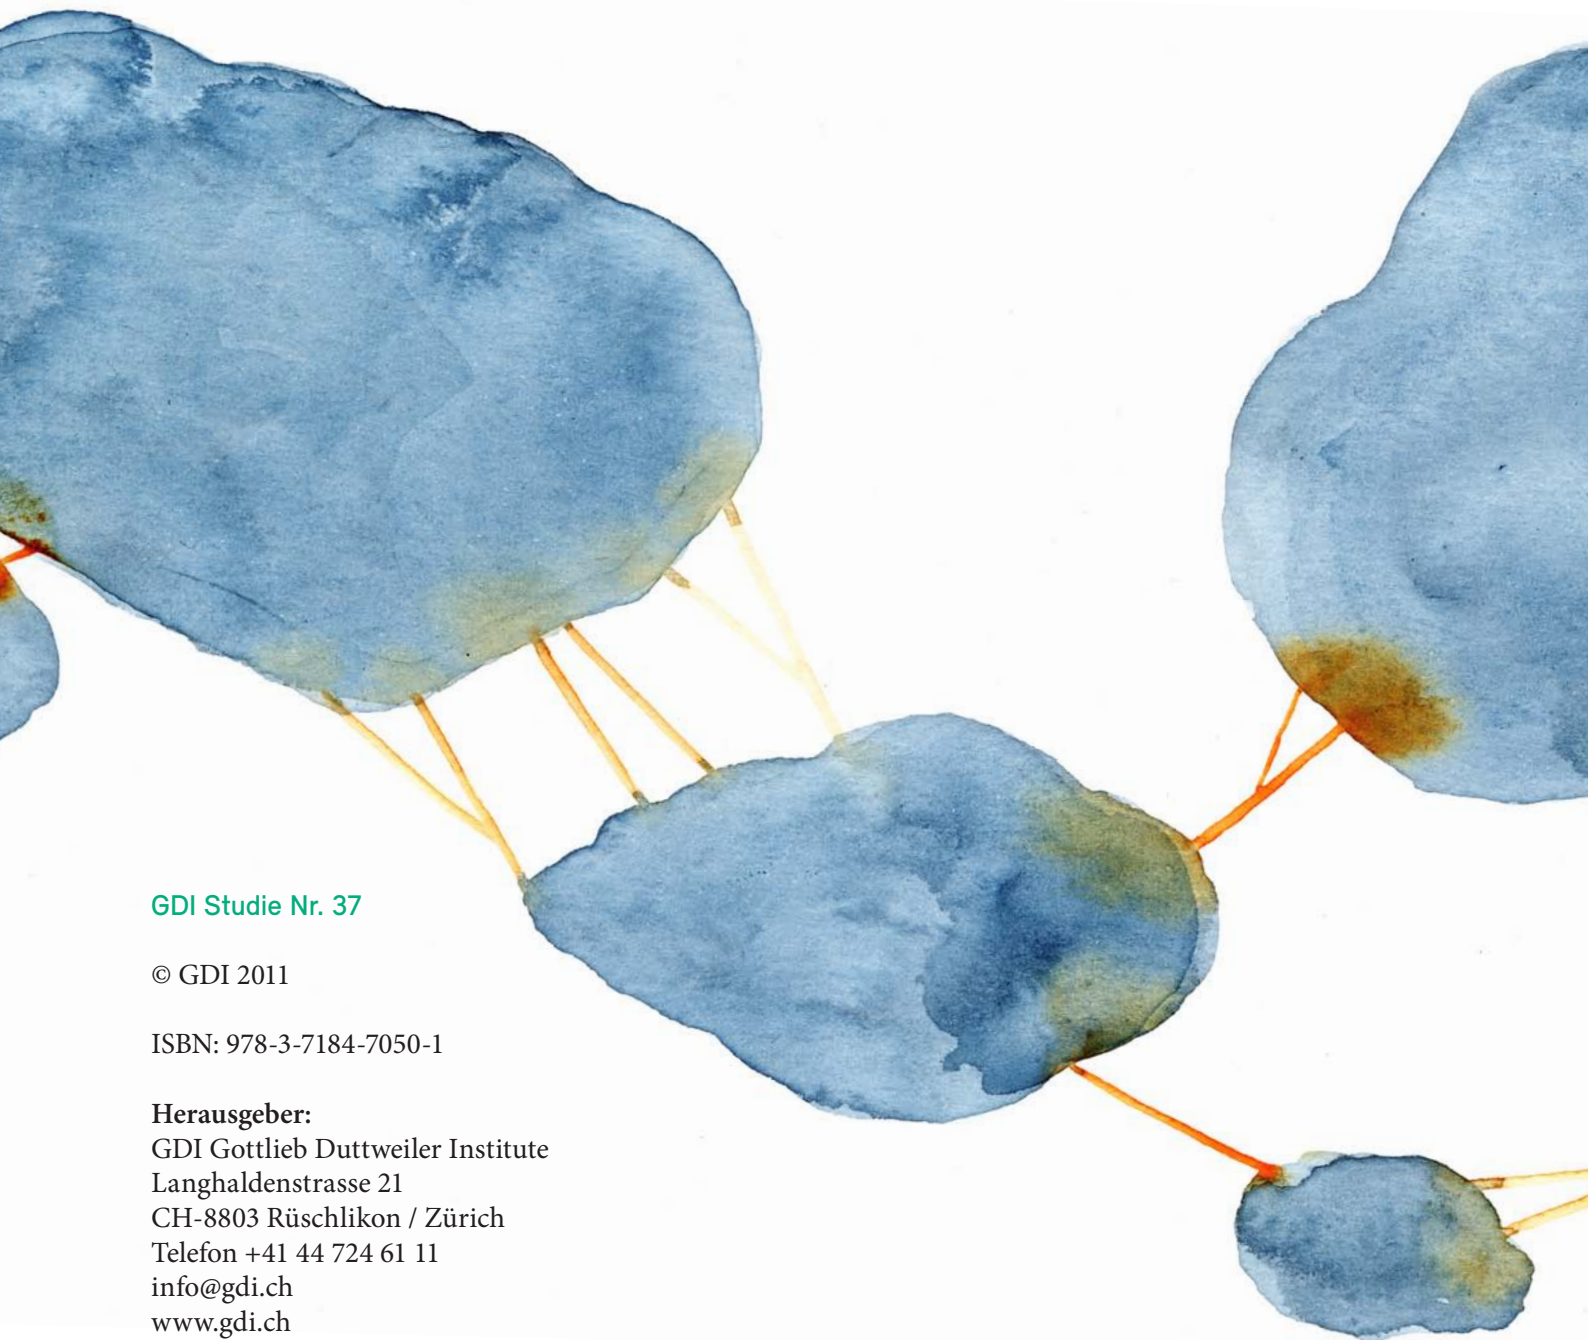 GDI Studie Nr. 37
© GDI 2011
ISBN: 978-3-7184-7050-1
Herausgeber:
GDI Gottlieb Duttweiler Institute
Langhaldenstrasse 21
CH-8803 Rüschlikon / Zürich
Telefon +41 44 724 61 11
info@gdi.ch
www.gdi.ch